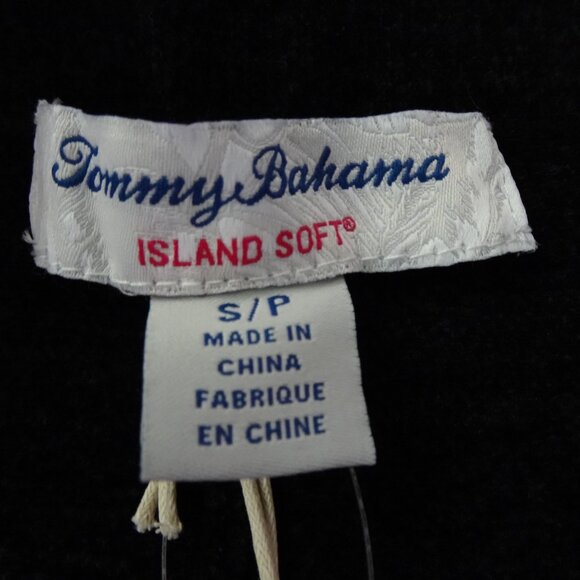 Tommy Bahama
ISLAND SOFT®
S/P
MADE IN
CHINA
FABRIQUE
EN CHINE